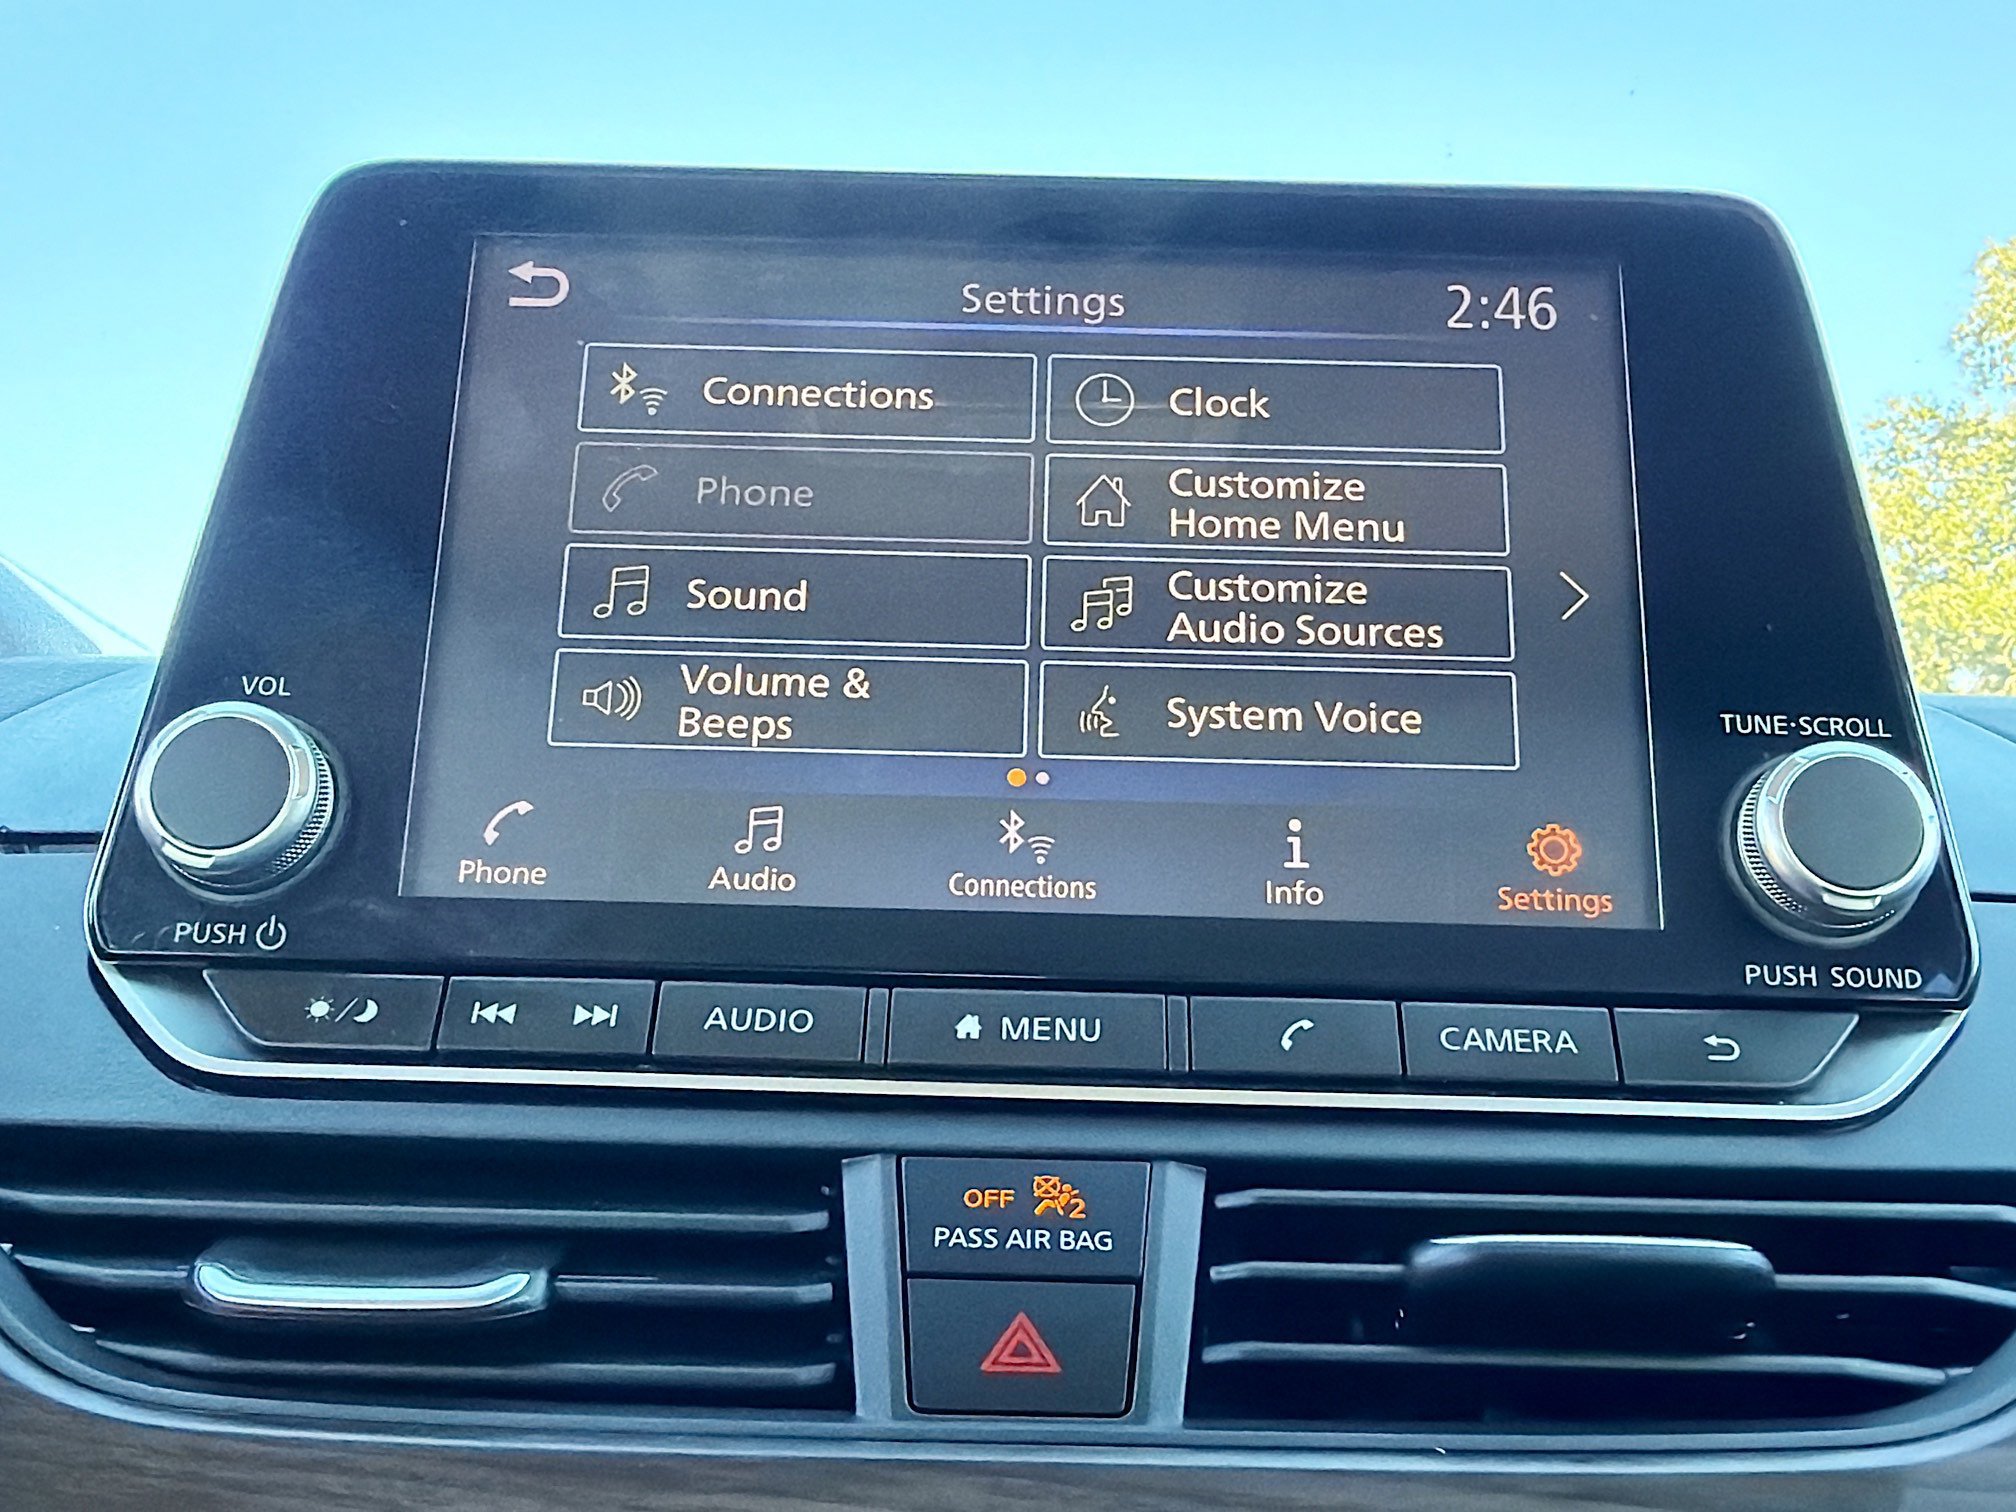 Settings
2:46
Connections
Clock
Phone
Customize
Home Menu
Sound
Customize
Audio Sources
Volume &
Beeps
System Voice
VOL
TUNE·SCROLL
Phone
Audio
Connections
Info
Settings
PUSH
PUSH SOUND
AUDIO
MENU
CAMERA
OFF 2
PASS AIR BAG